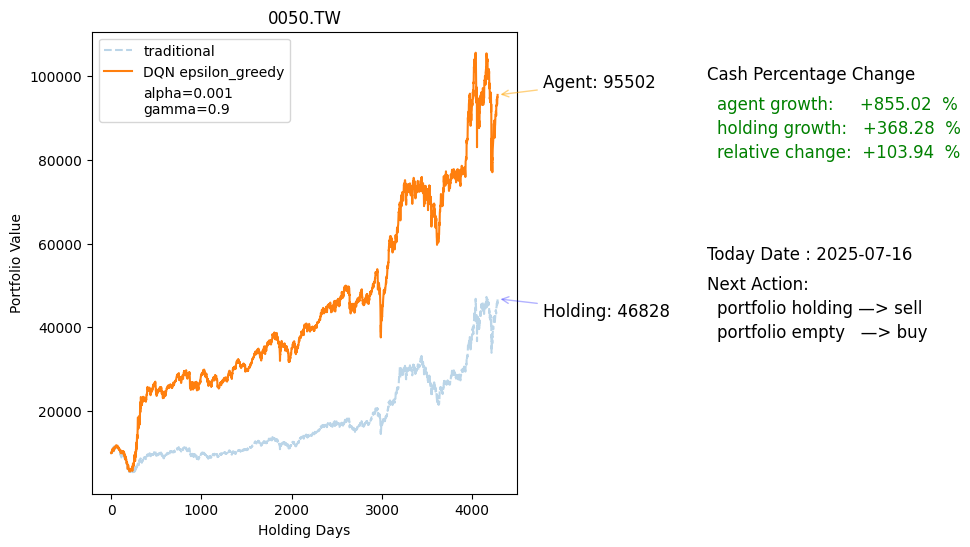 0050.TW
traditional
DQN epsilon_greedy
alpha=0.001
gamma=0.9
100000
80000
60000
40000
20000
Portfolio Value
0
1000
2000
3000
4000
Holding Days
Agent: 95502
Holding: 46828
Cash Percentage Change
agent growth: +855.02 %
holding growth: +368.28 %
relative change: +103.94 %
Today Date : 2025-07-16
Next Action:
portfolio holding —> sell
portfolio empty —> buy